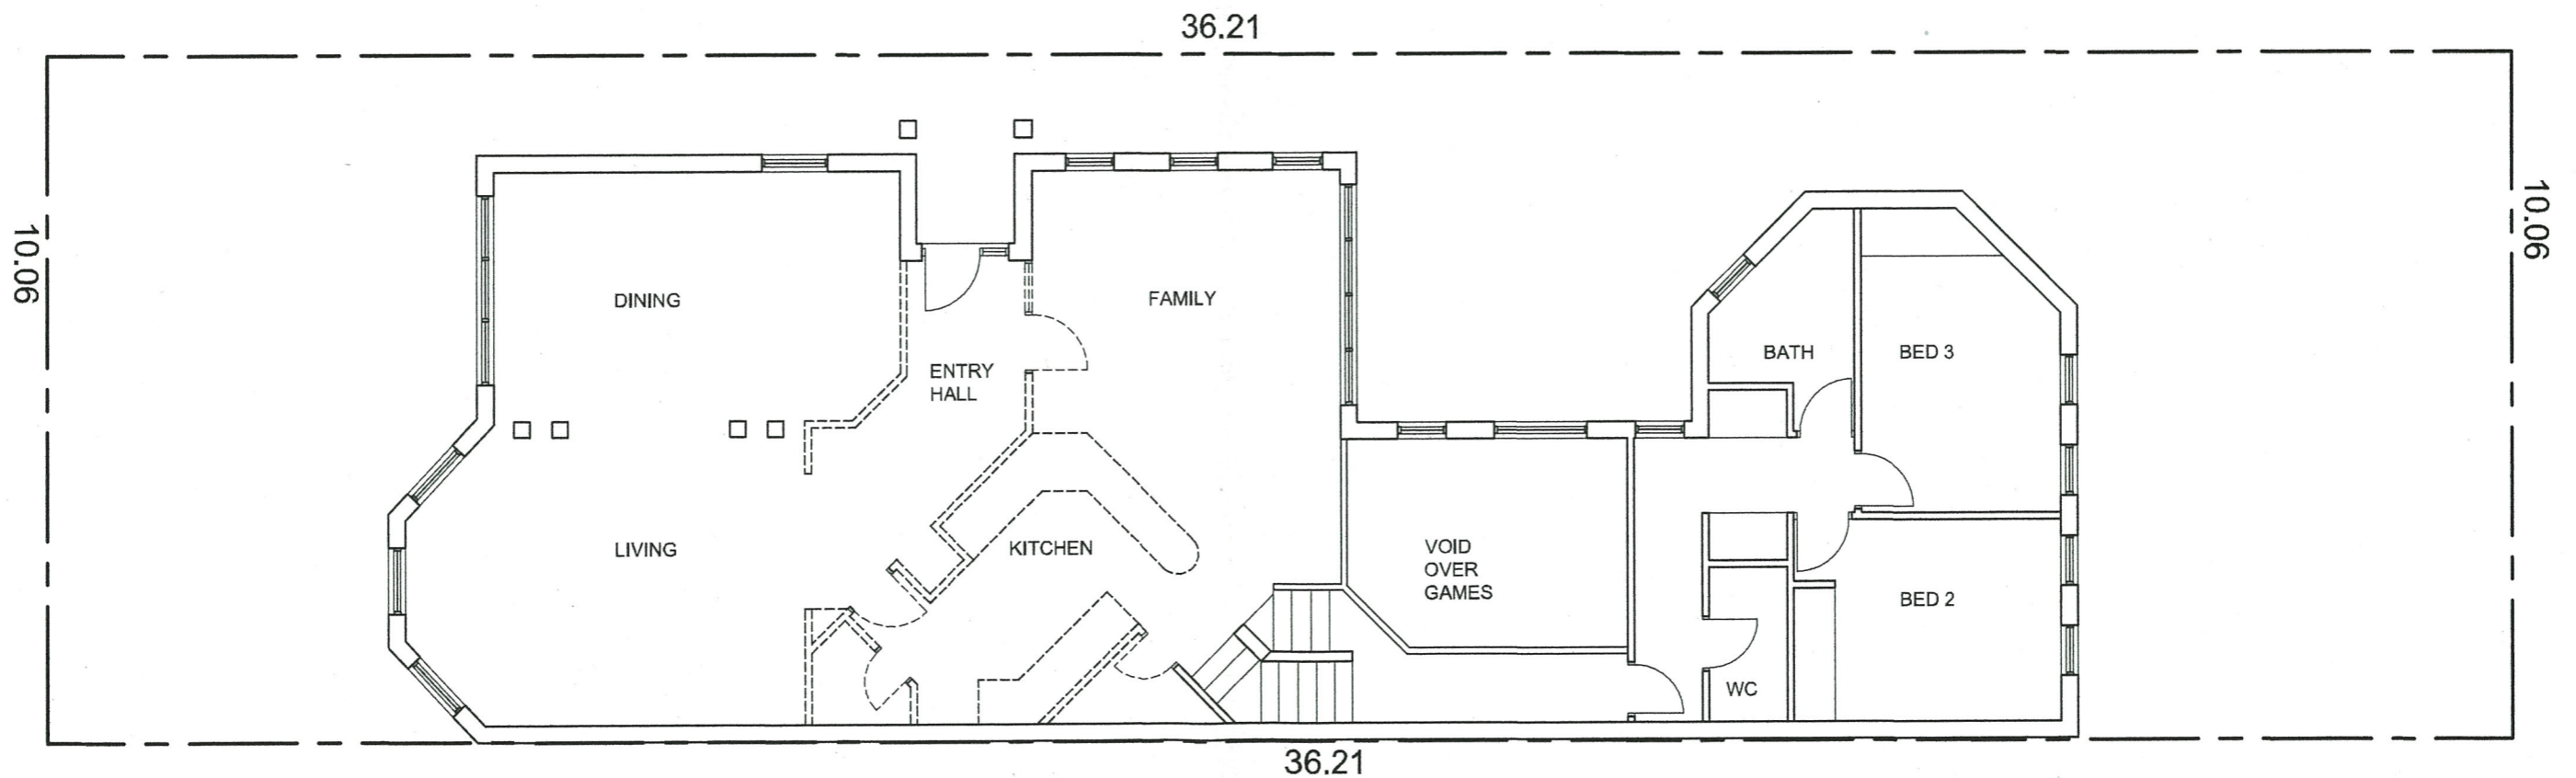 36.21
10.06
10.06
DINING
FAMILY
ENTRY
HALL
BATH
BED 3
LIVING
KITCHEN
VOID
OVER
GAMES
BED 2
WC
36.21